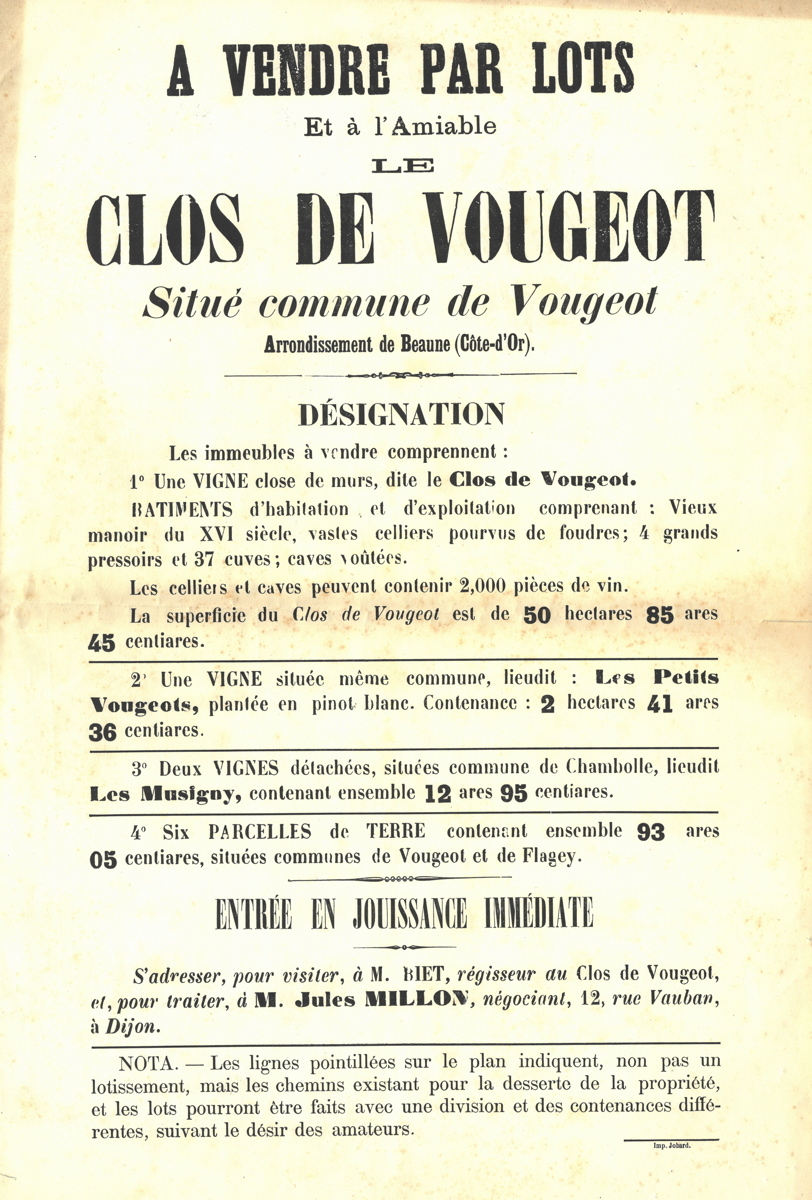 A VENDRE PAR LOTS
Et à l'Amiable
LE
CLOS DE VOUGEOT
Situé commune de Vougeot
Arrondissement de Beaune (Côte-d'Or).
DÉSIGNATION
Les immeubles à vendre comprennent :
1° Une VIGNE close de murs, dite le Clos de Vougeot.
BATIMENTS d'habitation et d'exploitation comprenant : Vieux
manoir du XVI siècle, vastes celliers pourvus de foudres; 4 grands
pressoirs et 37 cuves; caves voûtées.
Les celliers et caves peuvent contenir 2,000 pièces de vin.
La superficie du Clos de Vougeot est de 50 hectares 85 ares
45 centiares.
2° Une VIGNE située même commune, lieudit : Les Petits
Vougeots, plantée en pinot blanc. Contenance : 2 hectares 41 ares
36 centiares.
3° Deux VIGNES détachées, situées commune de Chambolle, lieudit
Les Musigny, contenant ensemble 12 ares 95 centiares.
4° Six PARCELLES de TERRE contenant ensemble 93 ares
05 centiares, situées communes de Vougeot et de Flagey.
ENTRÉE EN JOUISSANCE IMMÉDIATE
S'adresser, pour visiter, à M. BIET, régisseur au Clos de Vougeot,
et, pour traiter, à M. Jules MILLON, négociant, 12, rue Vauban,
à Dijon.
NOTA. — Les lignes pointillées sur le plan indiquent, non pas un
lotissement, mais les chemins existant pour la desserte de la propriété,
et les lots pourront être faits avec une division et des contenances diffé-
rentes, suivant le désir des amateurs.
Imp. Jobard.